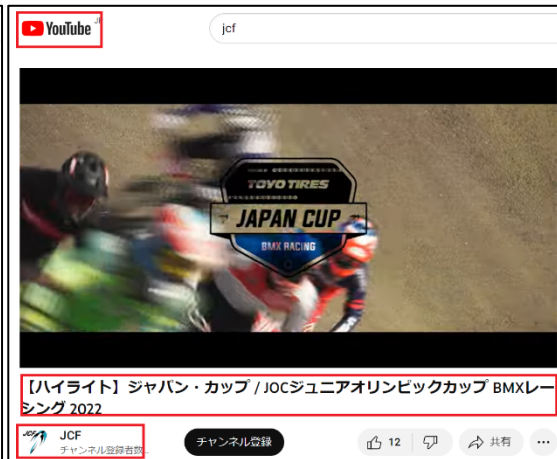 YouTube JP
jcf
TOYO TIRES
JAPAN CUP
BMX RACING
【ハイライト】ジャパン・カップ / JOCジュニアオリンピックカップ BMXレー
シング 2022
JCF
JCF
チャンネル登録者数...
チャンネル登録
12
共有